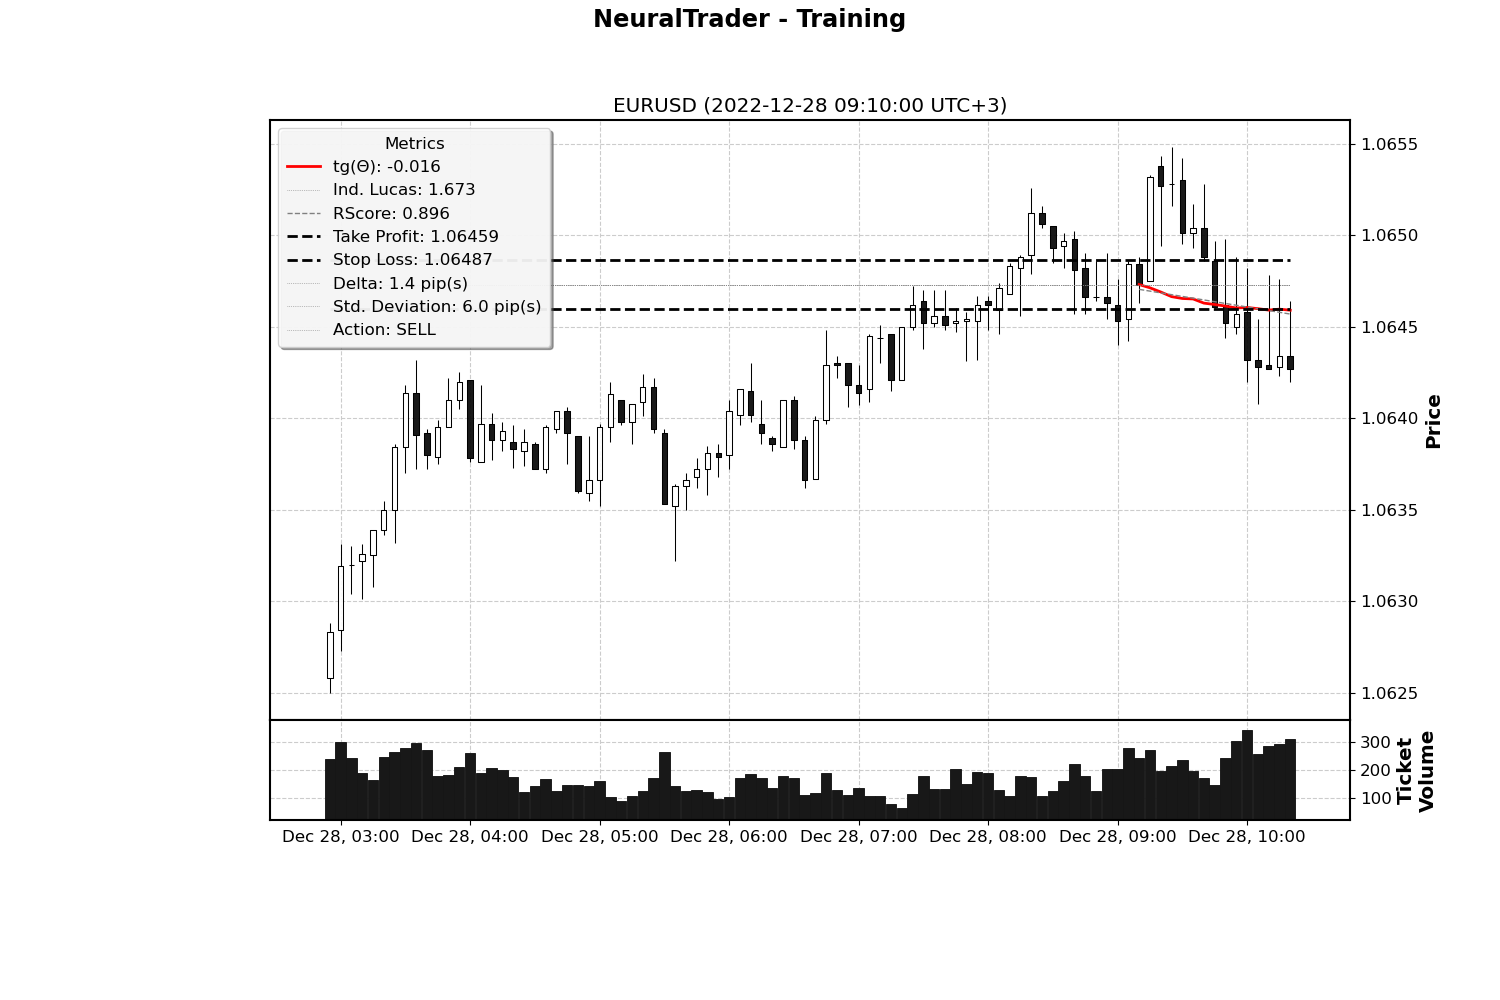 NeuralTrader - Training
EURUSD (2022-12-28 09:10:00 UTC+3)
Metrics
tg(Θ): -0.016
Ind. Lucas: 1.673
RScore: 0.896
Take Profit: 1.06459
Stop Loss: 1.06487
Delta: 1.4 pip(s)
Std. Deviation: 6.0 pip(s)
Action: SELL
1.0655
1.0650
1.0645
1.0640
1.0635
1.0630
1.0625
Price
300
200
100
Ticket
Volume
Dec 28, 03:00 Dec 28, 04:00 Dec 28, 05:00 Dec 28, 06:00 Dec 28, 07:00 Dec 28, 08:00 Dec 28, 09:00 Dec 28, 10:00